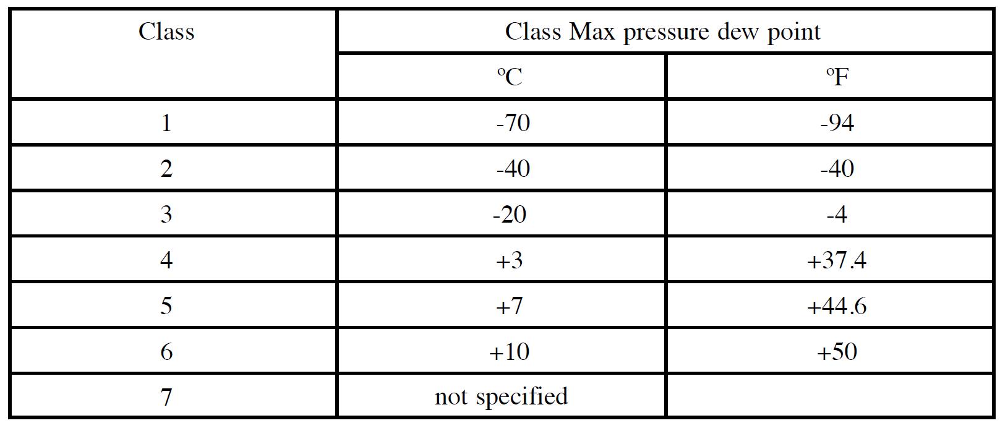 Class Class Max pressure dew point
ºC ºF
1 -70 -94
2 -40 -40
3 -20 -4
4 +3 +37.4
5 +7 +44.6
6 +10 +50
7 not specified